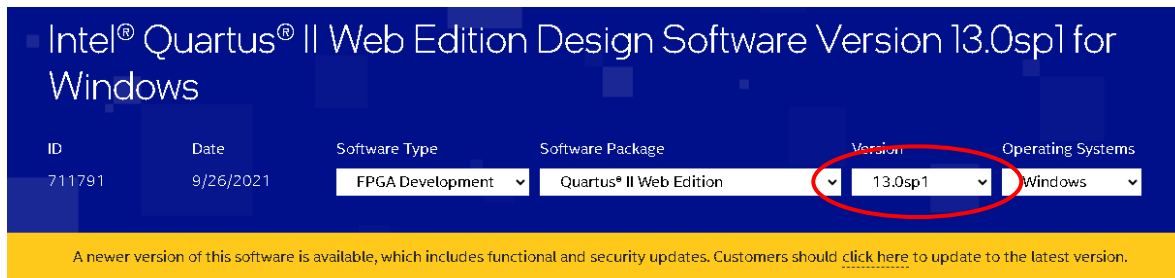 Intel® Quartus® II Web Edition Design Software Version 13.0sp1 for
Windows
ID Date Software Type Software Package Version Operating Systems
711791 9/26/2021 FPGA Development Quartus® II Web Edition 13.0sp1 Windows
A newer version of this software is available, which includes functional and security updates. Customers should click here to update to the latest version.